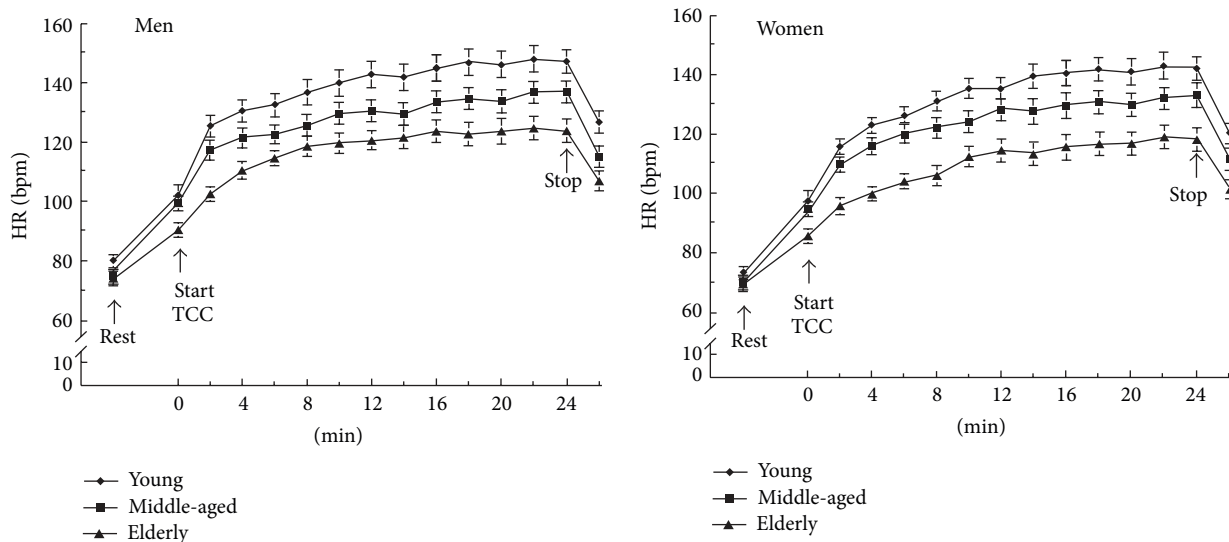 Men
HR (bpm)
160
140
120
100
80
60
10
0
Rest
Start
TCC
Stop
0 4 8 12 16 20 24
(min)
Young
Middle-aged
Elderly
Women
HR (bpm)
160
140
120
100
80
60
10
0
Rest
Start
TCC
Stop
0 4 8 12 16 20 24
(min)
Young
Middle-aged
Elderly